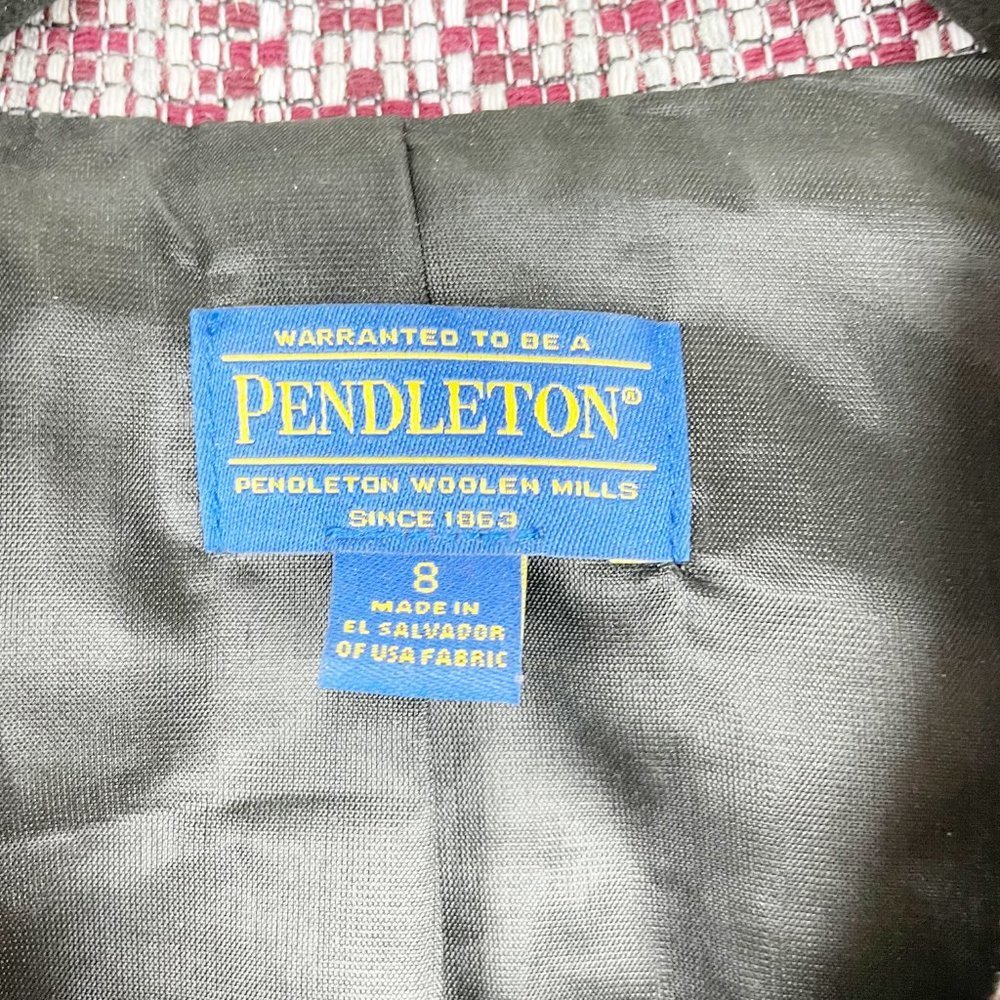 WARRANTED TO BE A
PENDLETON®
PENDLETON WOOLEN MILLS
SINCE 1863
8
MADE IN
EL SALVADOR
OF USA FABRIC